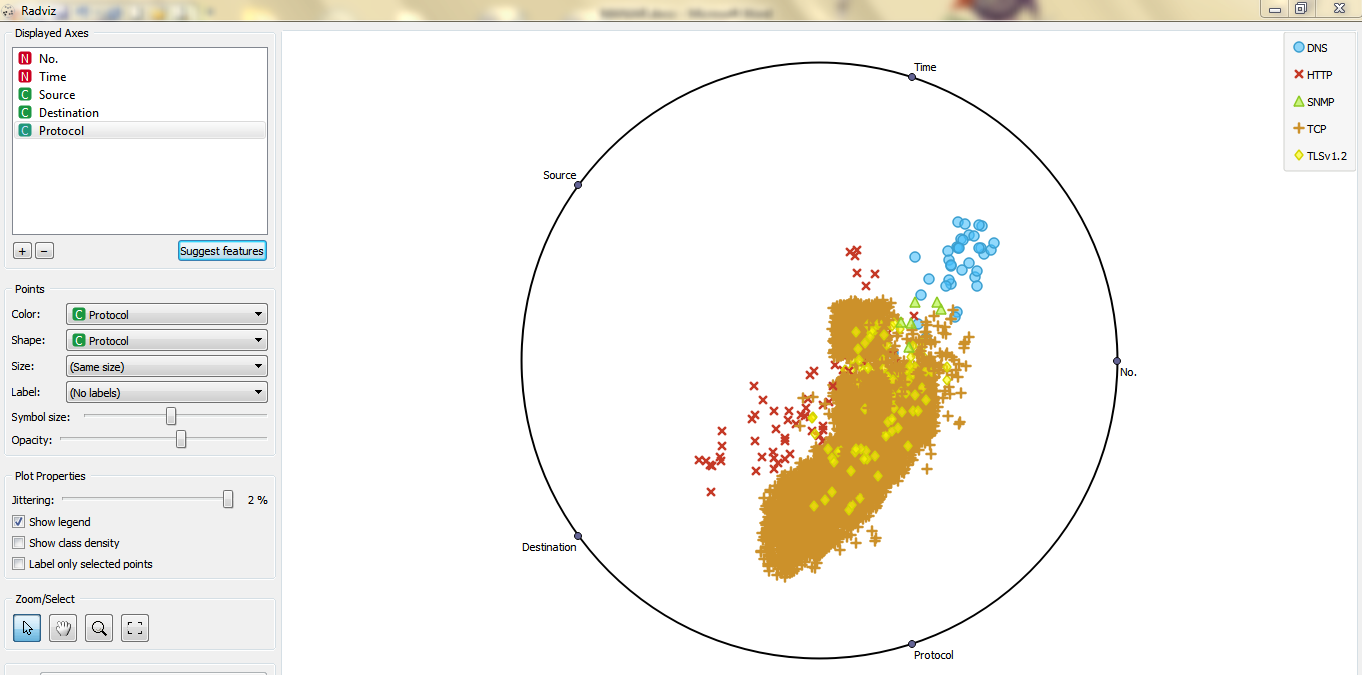 Radviz
Displayed Axes
N No.
N Time
C Source
C Destination
C Protocol
+ −
Suggest features
Points
Color: C Protocol
Shape: C Protocol
Size: (Same size)
Label: (No labels)
Symbol size:
Opacity:
Plot Properties
Jittering: 2 %
Show legend
Show class density
Label only selected points
Zoom/Select
Time
Source
No.
Destination
Protocol
DNS
HTTP
SNMP
TCP
TLSv1.2